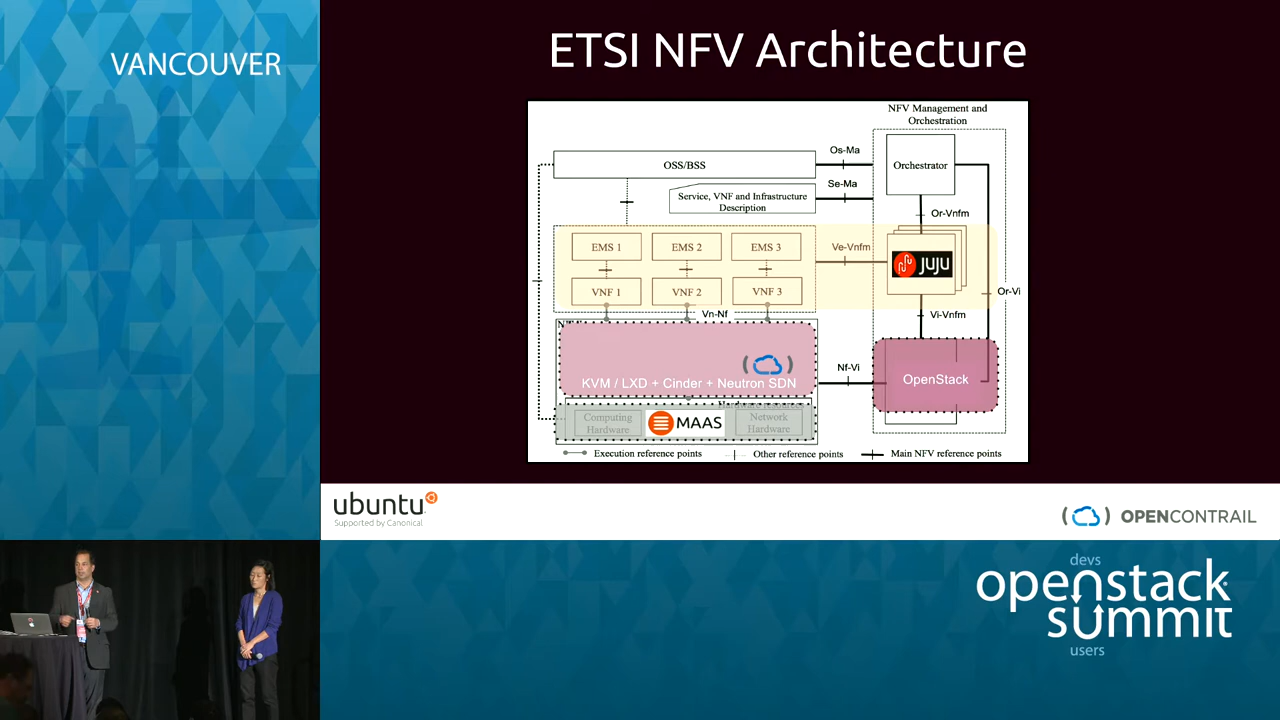 VANCOUVER
ETSI NFV Architecture
NFV Management and
Orchestration
OSS/BSS
Os-Ma
Orchestrator
Se-Ma
Service, VNF and Infrastructure
Description
Or-Vnfm
EMS 1
EMS 2
EMS 3
Ve-Vnfm
juju
VNF 1
VNF 2
VNF 3
Or-Vi
Vn-Nf
Vi-Vnfm
KVM / LXD + Cinder + Neutron SDN
Nf-Vi
OpenStack
Hardware resources
Computing
Hardware
MAAS
Network
Hardware
Execution reference points
Other reference points
Main NFV reference points
ubuntu
Supported by Canonical
OPENCONTRAIL
devs
openstack
summit
users